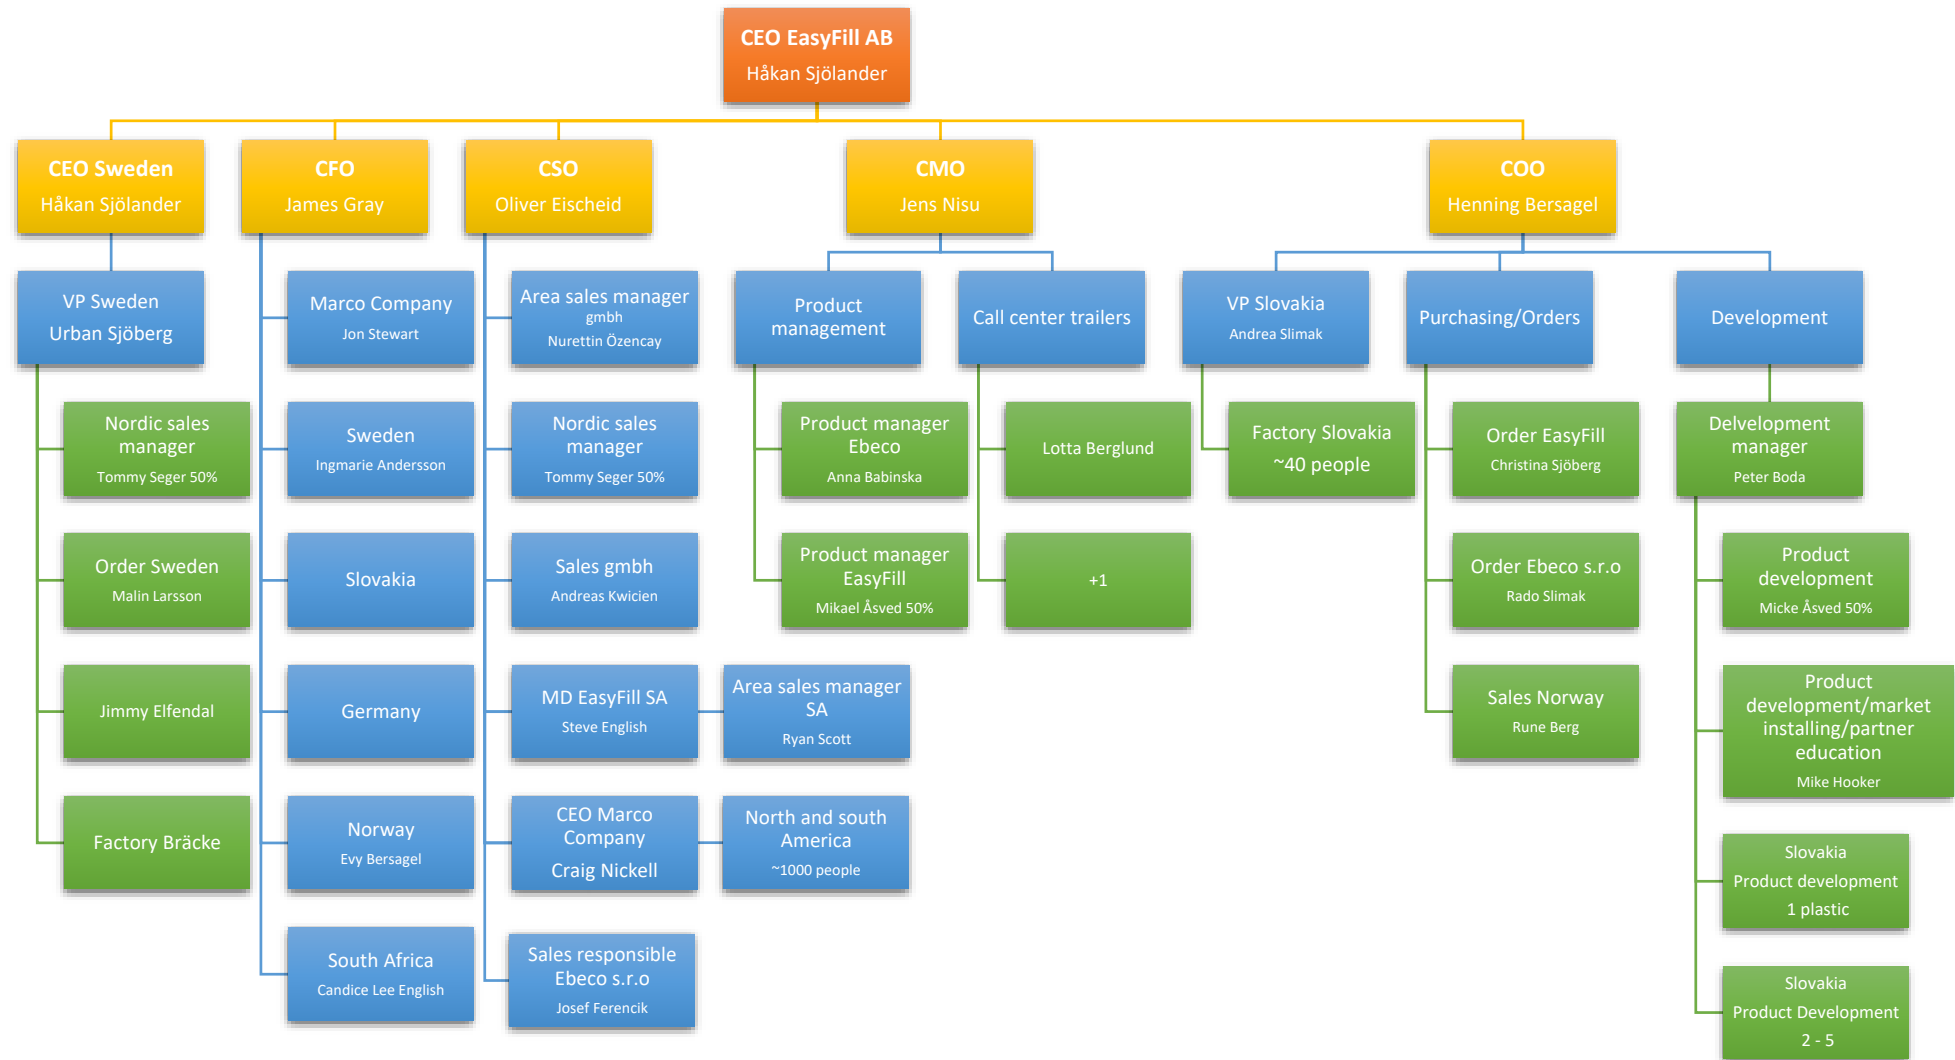 CEO EasyFill AB
Håkan Sjölander
CEO Sweden
Håkan Sjölander
CFO
James Gray
CSO
Oliver Eischeid
CMO
Jens Nisu
COO
Henning Bersagel
VP Sweden
Urban Sjöberg
Marco Company
Jon Stewart
Area sales manager
gmbh
Nurettin Özencay
Product
management
Call center trailers
VP Slovakia
Andrea Slimak
Purchasing/Orders
Development
Nordic sales
manager
Tommy Seger 50%
Sweden
Ingmarie Andersson
Nordic sales
manager
Tommy Seger 50%
Product manager
Ebeco
Anna Babinska
Lotta Berglund
Factory Slovakia
~40 people
Order EasyFill
Christina Sjöberg
Delvelopment
manager
Peter Boda
Order Sweden
Malin Larsson
Slovakia
Sales gmbh
Andreas Kwicien
Product manager
EasyFill
Mikael Åsved 50%
+1
Order Ebeco s.r.o
Rado Slimak
Product
development
Micke Åsved 50%
Jimmy Elfendal
Germany
MD EasyFill SA
Steve English
Area sales manager
SA
Ryan Scott
Sales Norway
Rune Berg
Product
development/market
installing/partner
education
Mike Hooker
Factory Bräcke
Norway
Evy Bersagel
CEO Marco
Company
Craig Nickell
North and south
America
~1000 people
Slovakia
Product development
1 plastic
South Africa
Candice Lee English
Sales responsible
Ebeco s.r.o
Josef Ferencik
Slovakia
Product Development
2 - 5